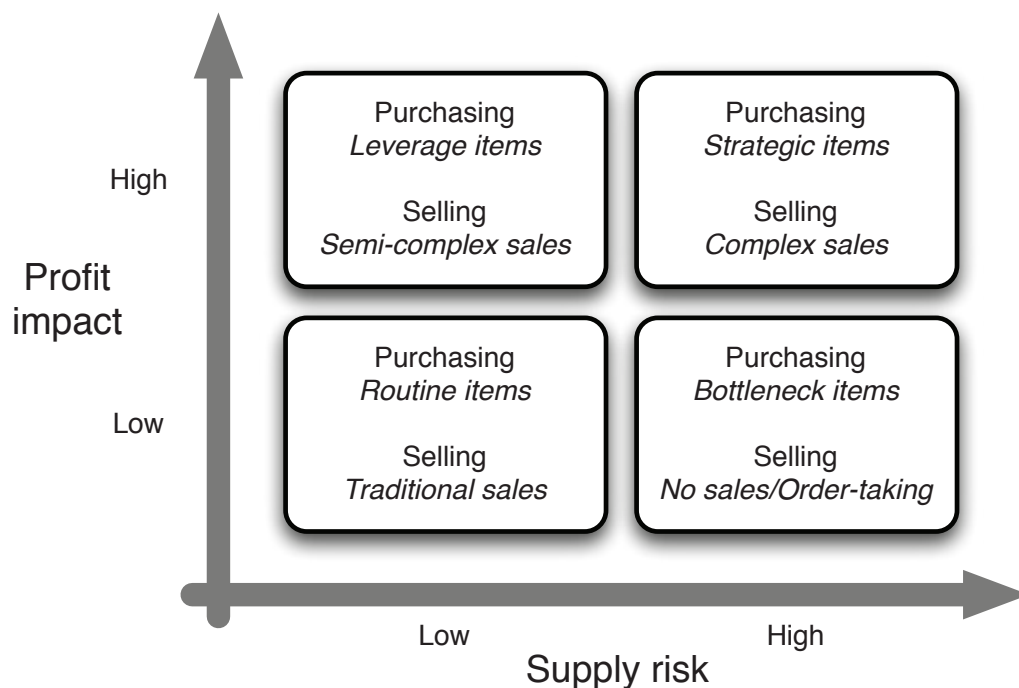 Purchasing
Leverage items
Selling
Semi-complex sales
Purchasing
Strategic items
Selling
Complex sales
High
Profit
impact
Purchasing
Routine items
Selling
Traditional sales
Purchasing
Bottleneck items
Selling
No sales/Order-taking
Low
Low
High
Supply risk